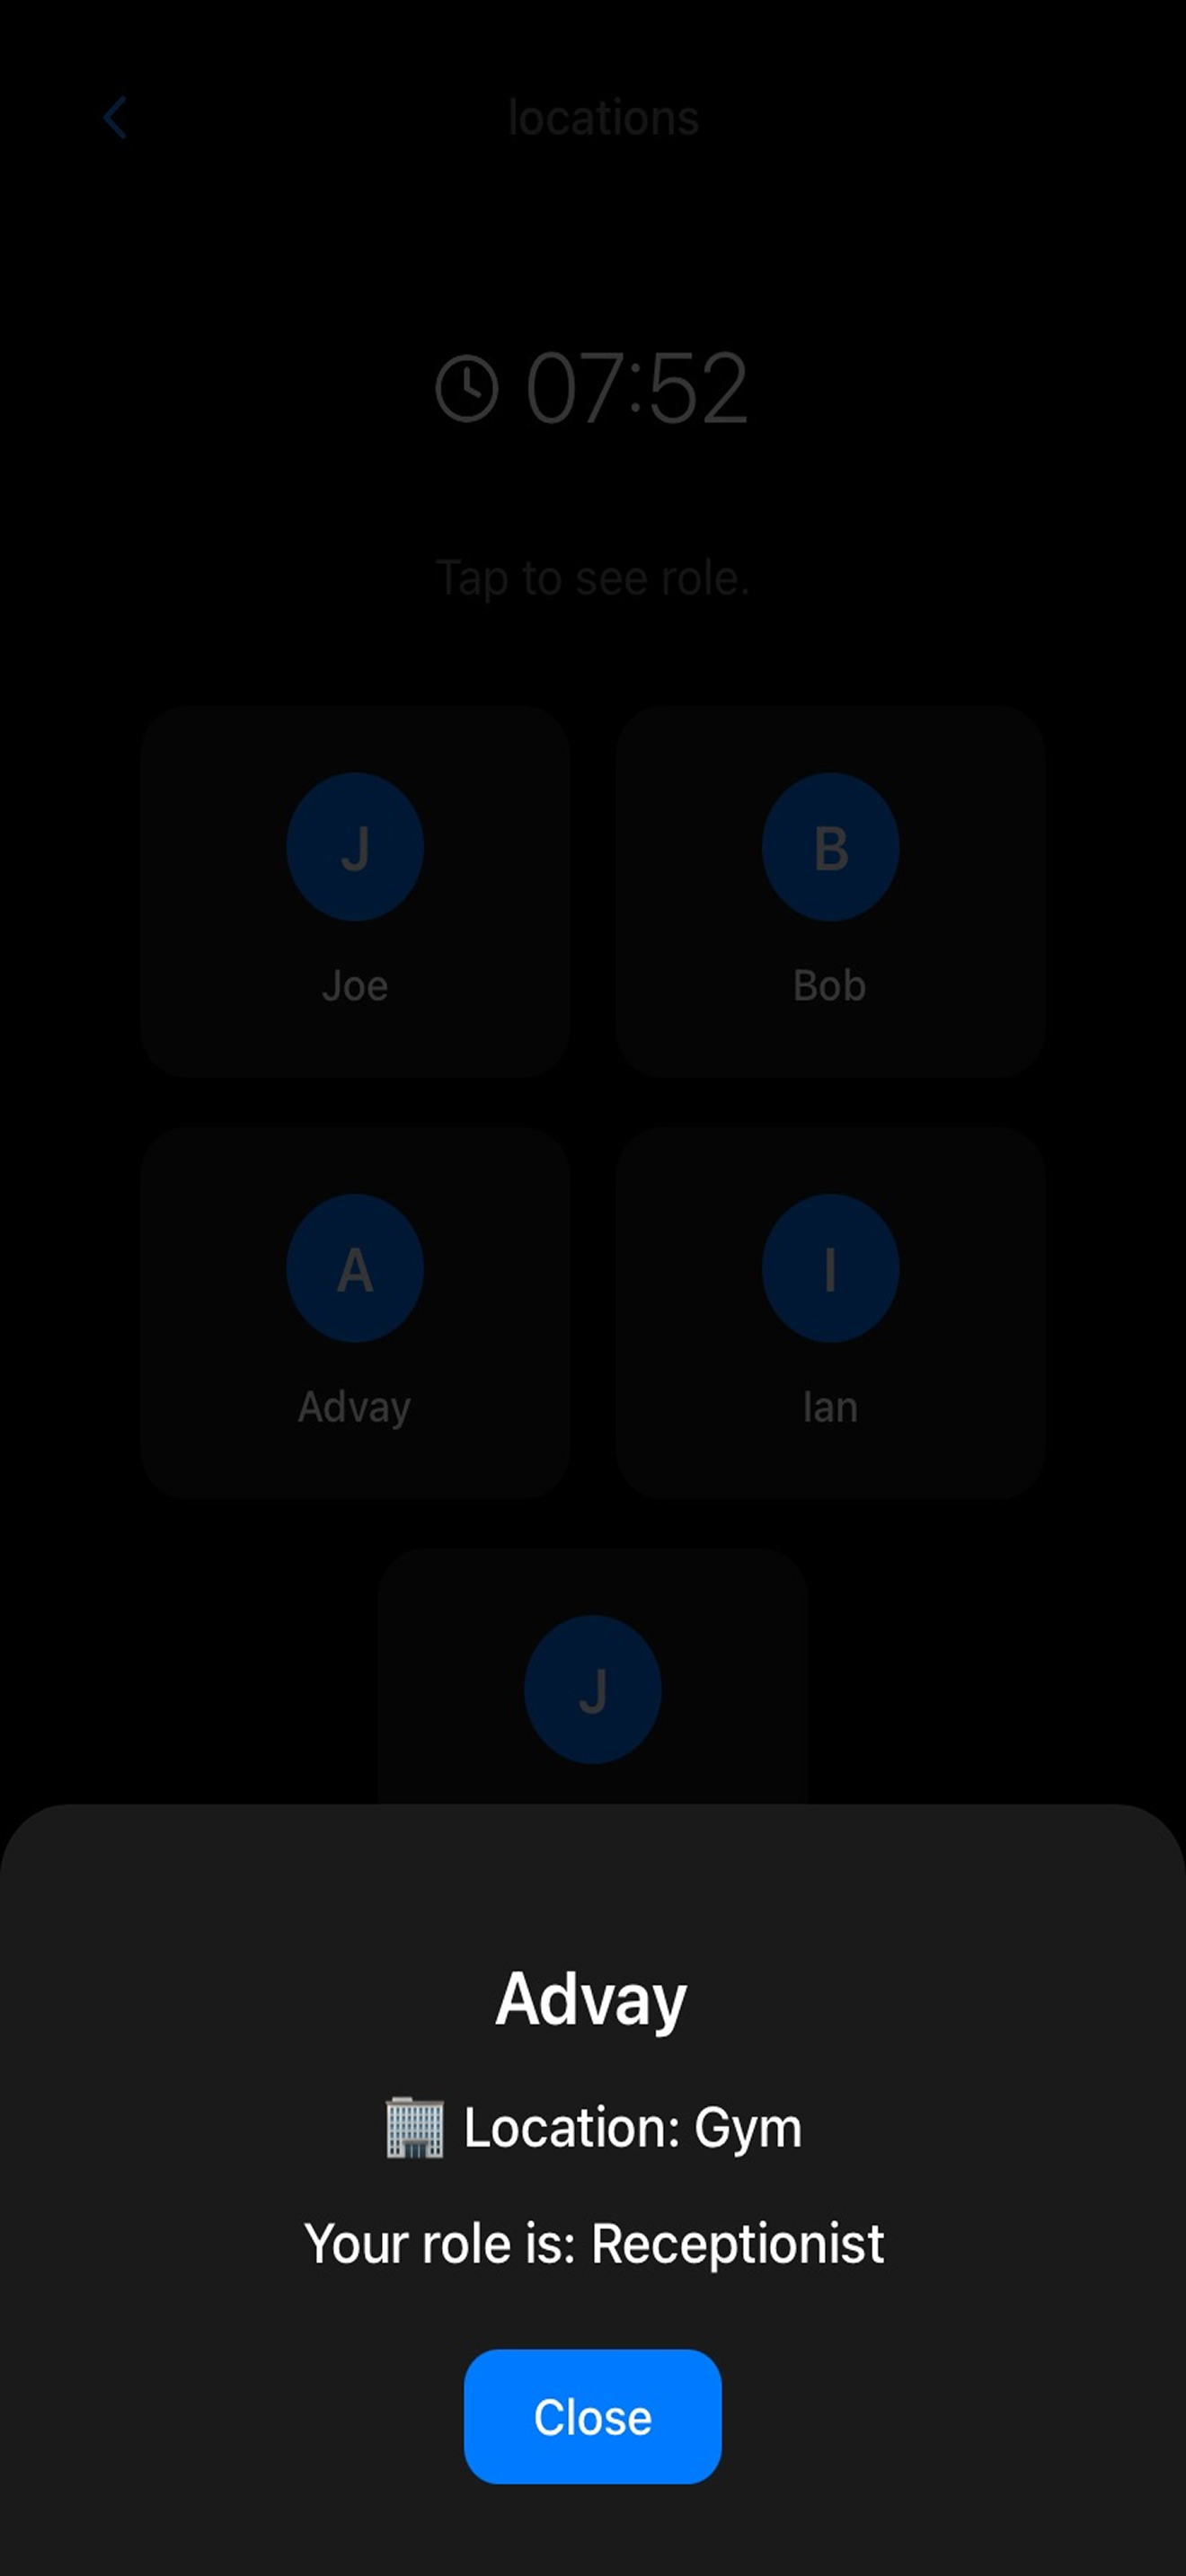 locations
07:52
Tap to see role.
J
B
Joe
Bob
A
I
Advay
Ian
J
Advay
Location: Gym
Your role is: Receptionist
Close